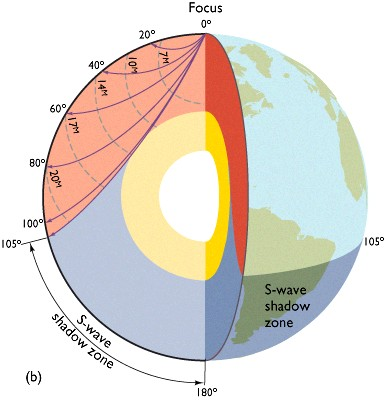 Focus
0°
20°
7M
40°
10M
14M
60°
17M
80°
20M
100°
105°
105°
S-wave
shadow
zone
S-wave
shadow zone
(b)
180°